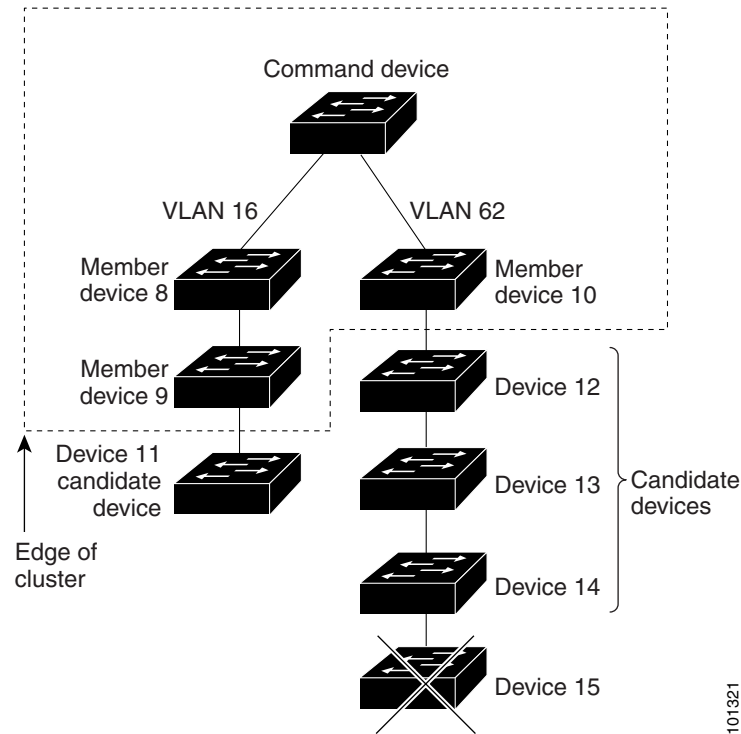 Command device
VLAN 16
VLAN 62
Member
device 8
Member
device 10
Member
device 9
Device 12
Device 11
candidate
device
Device 13
Candidate
devices
Edge of
cluster
Device 14
Device 15
101321